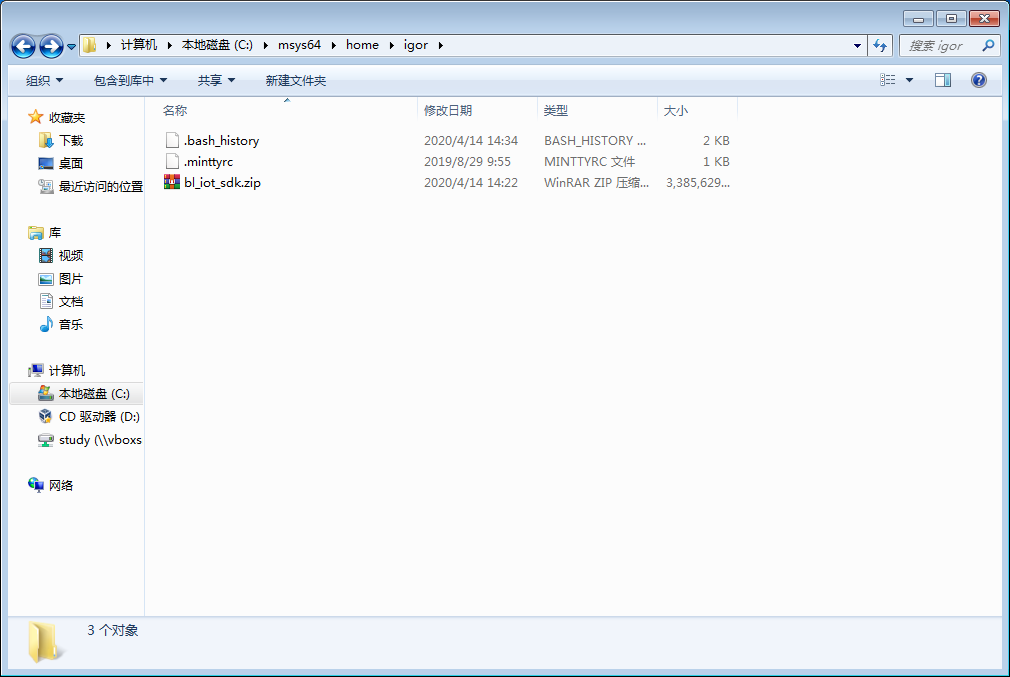 计算机 本地磁盘 (C:) msys64 home igor
搜索 igor
组织 包含到库中 共享 新建文件夹
收藏夹
下载
桌面
最近访问的位置
库
视频
图片
文档
音乐
计算机
本地磁盘 (C:)
CD 驱动器 (D:)
study (\\vboxs
网络
名称 修改日期 类型 大小
.bash_history 2020/4/14 14:34 BASH_HISTORY ... 2 KB
.minttyrc 2019/8/29 9:55 MINTTYRC 文件 1 KB
bl_iot_sdk.zip 2020/4/14 14:22 WinRAR ZIP 压缩... 3,385,629...
3 个对象